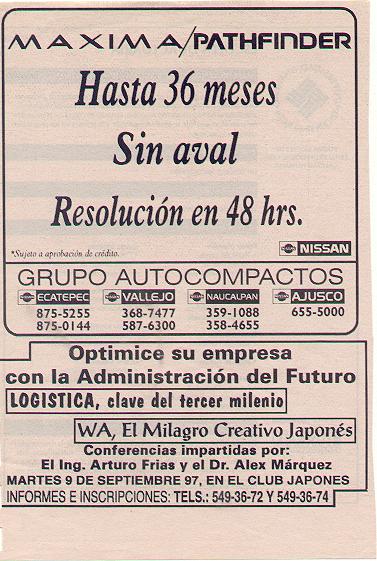 MAXIMA/PATHFINDER
Hasta 36 meses
Sin aval
Resolución en 48 hrs.
*Sujeto a aprobación de crédito.
NISSAN
GRUPO AUTOCOMPACTOS
ECATEPEC VALLEJO NAUCALPAN AJUSCO
875-5255 368-7477 359-1088 655-5000
875-0144 587-6300 358-4655
Optimice su empresa
con la Administración del Futuro
LOGISTICA, clave del tercer milenio
WA, El Milagro Creativo Japonés
Conferencias impartidas por:
El Ing. Arturo Frias y el Dr. Alex Márquez
MARTES 9 DE SEPTIEMBRE 97, EN EL CLUB JAPONES
INFORMES E INSCRIPCIONES: TELS.: 549-36-72 Y 549-36-74